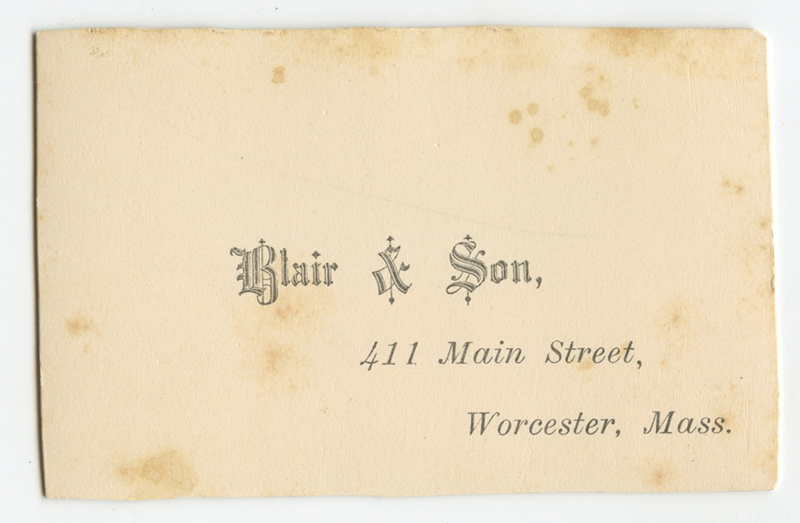 Blair & Son,
411 Main Street,
Worcester, Mass.